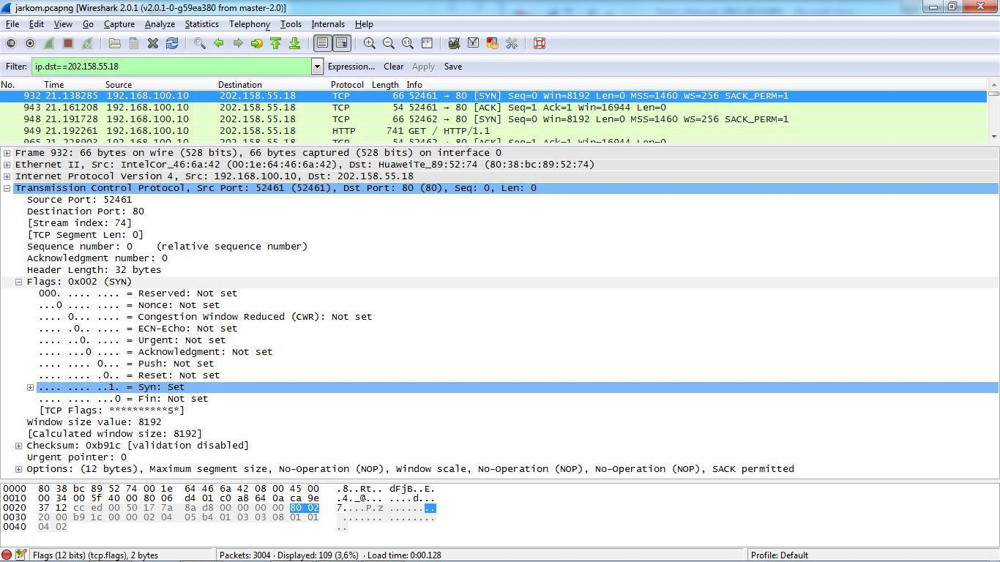 jarkom.pcapng [Wireshark 2.0.1 (v2.0.1-0-g59ea380 from master-2.0)]
File Edit View Go Capture Analyze Statistics Telephony Tools Internals Help
Filter: ip.dst==202.158.55.18 Expression... Clear Apply Save
No. Time Source Destination Protocol Length Info
932 21.138285 192.168.100.10 202.158.55.18 TCP 66 52461 → 80 [SYN] Seq=0 Win=8192 Len=0 MSS=1460 WS=256 SACK_PERM=1
943 21.161208 192.168.100.10 202.158.55.18 TCP 54 52461 → 80 [ACK] Seq=1 Ack=1 Win=16944 Len=0
948 21.191728 192.168.100.10 202.158.55.18 TCP 66 52462 → 80 [SYN] Seq=0 Win=8192 Len=0 MSS=1460 WS=256 SACK_PERM=1
949 21.192261 192.168.100.10 202.158.55.18 HTTP 741 GET / HTTP/1.1
965 21.228903 192.168.100.10 202.158.55.18 TCP 54 52462 → 80 [ACK] Seq=1 Ack=1 Win=16944 Len=0
Frame 932: 66 bytes on wire (528 bits), 66 bytes captured (528 bits) on interface 0
Ethernet II, Src: IntelCor_46:6a:42 (00:1e:64:46:6a:42), Dst: HuaweiTe_89:52:74 (80:38:bc:89:52:74)
Internet Protocol Version 4, Src: 192.168.100.10, Dst: 202.158.55.18
Transmission Control Protocol, Src Port: 52461 (52461), Dst Port: 80 (80), Seq: 0, Len: 0
Source Port: 52461
Destination Port: 80
[Stream index: 74]
[TCP Segment Len: 0]
Sequence number: 0 (relative sequence number)
Acknowledgment number: 0
Header Length: 32 bytes
Flags: 0x002 (SYN)
000. .... .... = Reserved: Not set
...0 .... .... = Nonce: Not set
.... 0... .... = Congestion Window Reduced (CWR): Not set
.... .0.. .... = ECN-Echo: Not set
.... ..0. .... = Urgent: Not set
.... ...0 .... = Acknowledgment: Not set
.... .... 0... = Push: Not set
.... .... .0.. = Reset: Not set
.... .... ..1. = Syn: Set
.... .... ...0 = Fin: Not set
[TCP Flags: **********S*]
Window size value: 8192
[Calculated window size: 8192]
Checksum: 0xb91c [validation disabled]
Urgent pointer: 0
Options: (12 bytes), Maximum segment size, No-Operation (NOP), Window scale, No-Operation (NOP), No-Operation (NOP), SACK permitted
0000 80 38 bc 89 52 74 00 1e 64 46 6a 42 08 00 45 00 .8..Rt.. dFjB..E.
0010 00 34 00 5f 40 00 80 06 d4 01 c0 a8 64 0a ca 9e .4._@... ....d...
0020 37 12 cc ed 00 50 17 7a 8a d8 00 00 00 00 80 02 7....P.z ........
0030 20 00 b9 1c 00 00 02 04 05 b4 01 03 03 08 01 01 ........ ........
0040 04 02 ..
Flags (12 bits) (tcp.flags), 2 bytes Packets: 3004 · Displayed: 109 (3,6%) · Load time: 0:00.128 Profile: Default